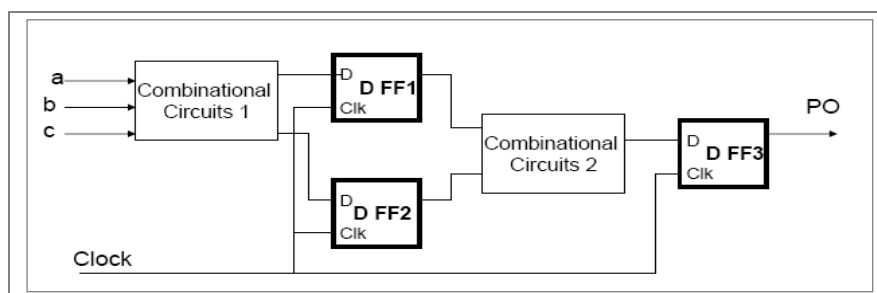 a
b
c
Combinational
Circuits 1
D
D FF1
Clk
D
D FF2
Clk
Combinational
Circuits 2
D
D FF3
Clk
PO
Clock